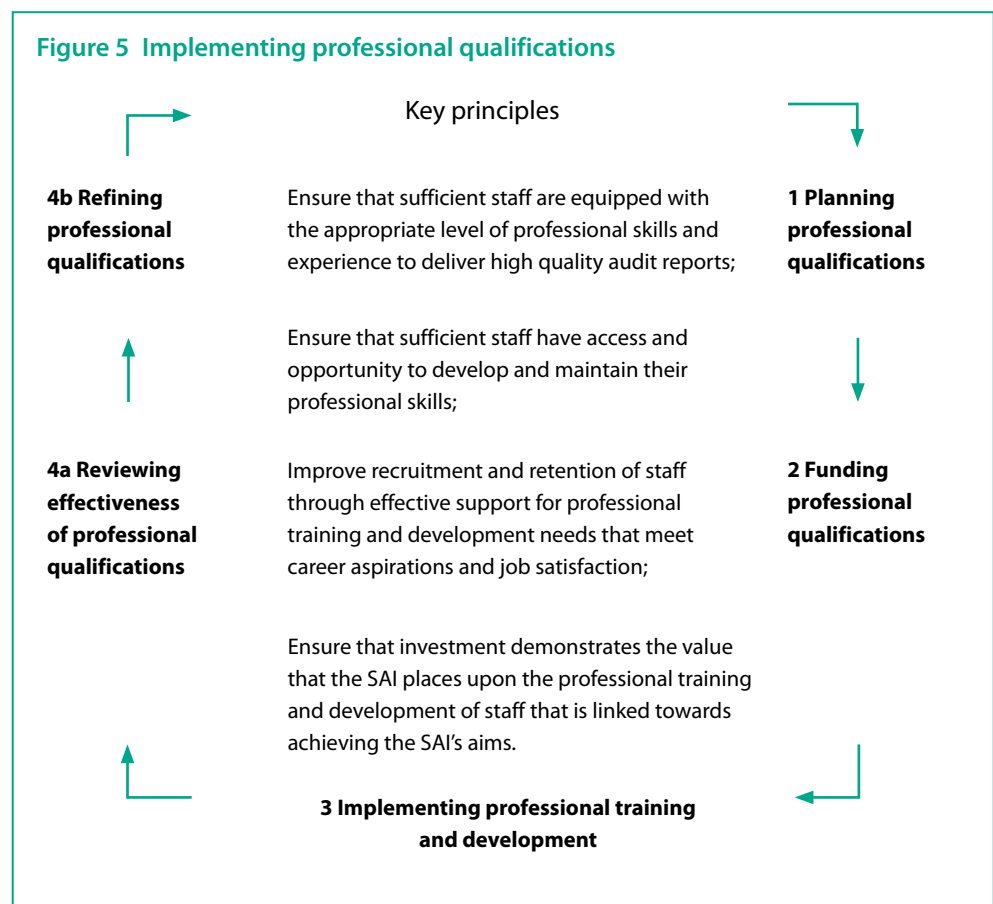 Figure 5 Implementing professional qualifications
Key principles
4b Refining
professional
qualifications
Ensure that sufficient staff are equipped with
the appropriate level of professional skills and
experience to deliver high quality audit reports;
1 Planning
professional
qualifications
Ensure that sufficient staff have access and
opportunity to develop and maintain their
professional skills;
4a Reviewing
effectiveness
of professional
qualifications
Improve recruitment and retention of staff
through effective support for professional
training and development needs that meet
career aspirations and job satisfaction;
2 Funding
professional
qualifications
Ensure that investment demonstrates the value
that the SAI places upon the professional training
and development of staff that is linked towards
achieving the SAI’s aims.
3 Implementing professional training
and development